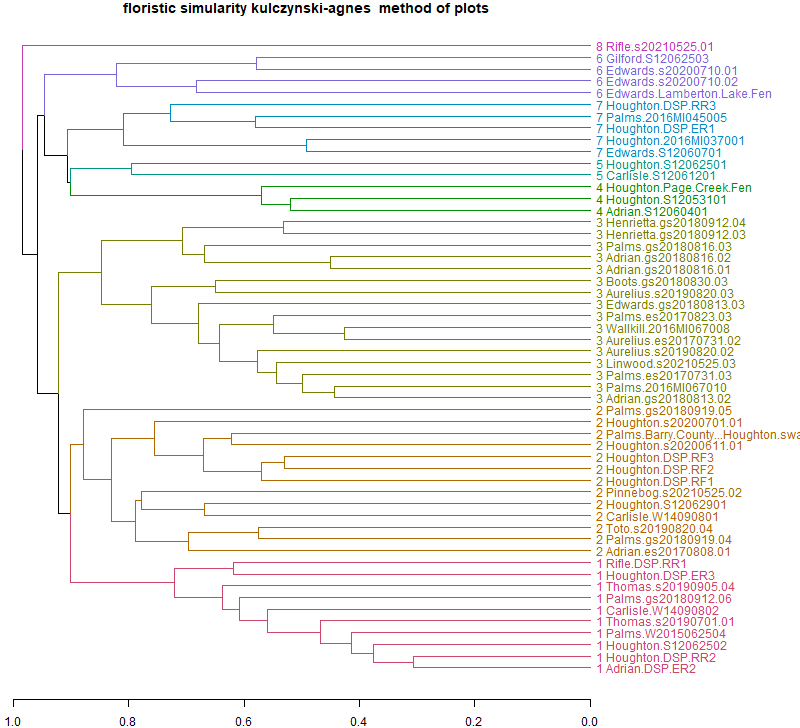 floristic simularity kulczynski-agnes method of plots
8 Rifle.s20210525.01
6 Gilford.S12062503
6 Edwards.s20200710.01
6 Edwards.s20200710.02
6 Edwards.Lamberton.Lake.Fen
7 Houghton.DSP.RR3
7 Palms.2016MI045005
7 Houghton.DSP.ER1
7 Houghton.2016MI037001
7 Edwards.S12060701
5 Houghton.S12062501
5 Carlisle.S12061201
4 Houghton.Page.Creek.Fen
4 Houghton.S12053101
4 Adrian.S12060401
3 Henrietta.gs20180912.04
3 Henrietta.gs20180912.03
3 Palms.gs20180816.03
3 Adrian.gs20180816.02
3 Adrian.gs20180816.01
3 Boots.gs20180830.03
3 Aurelius.s20190820.03
3 Edwards.gs20180813.03
3 Palms.es20170823.03
3 Wallkill.2016MI067008
3 Aurelius.es20170731.02
3 Aurelius.s20190820.02
3 Linwood.s20210525.03
3 Palms.es20170731.03
3 Palms.2016MI067010
3 Adrian.gs20180813.02
2 Palms.gs20180919.05
2 Houghton.s20200701.01
2 Palms.Barry.County...Houghton.swa
2 Houghton.s20200611.01
2 Houghton.DSP.RF3
2 Houghton.DSP.RF2
2 Houghton.DSP.RF1
2 Pinnebog.s20210525.02
2 Houghton.S12062901
2 Carlisle.W14090801
2 Toto.s20190820.04
2 Palms.gs20180919.04
2 Adrian.es20170808.01
1 Rifle.DSP.RR1
1 Houghton.DSP.ER3
1 Thomas.s20190905.04
1 Palms.gs20180912.06
1 Carlisle.W14090802
1 Thomas.s20190701.01
1 Palms.W2015062504
1 Houghton.S12062502
1 Houghton.DSP.RR2
1 Adrian.DSP.ER2
1.0 0.8 0.6 0.4 0.2 0.0